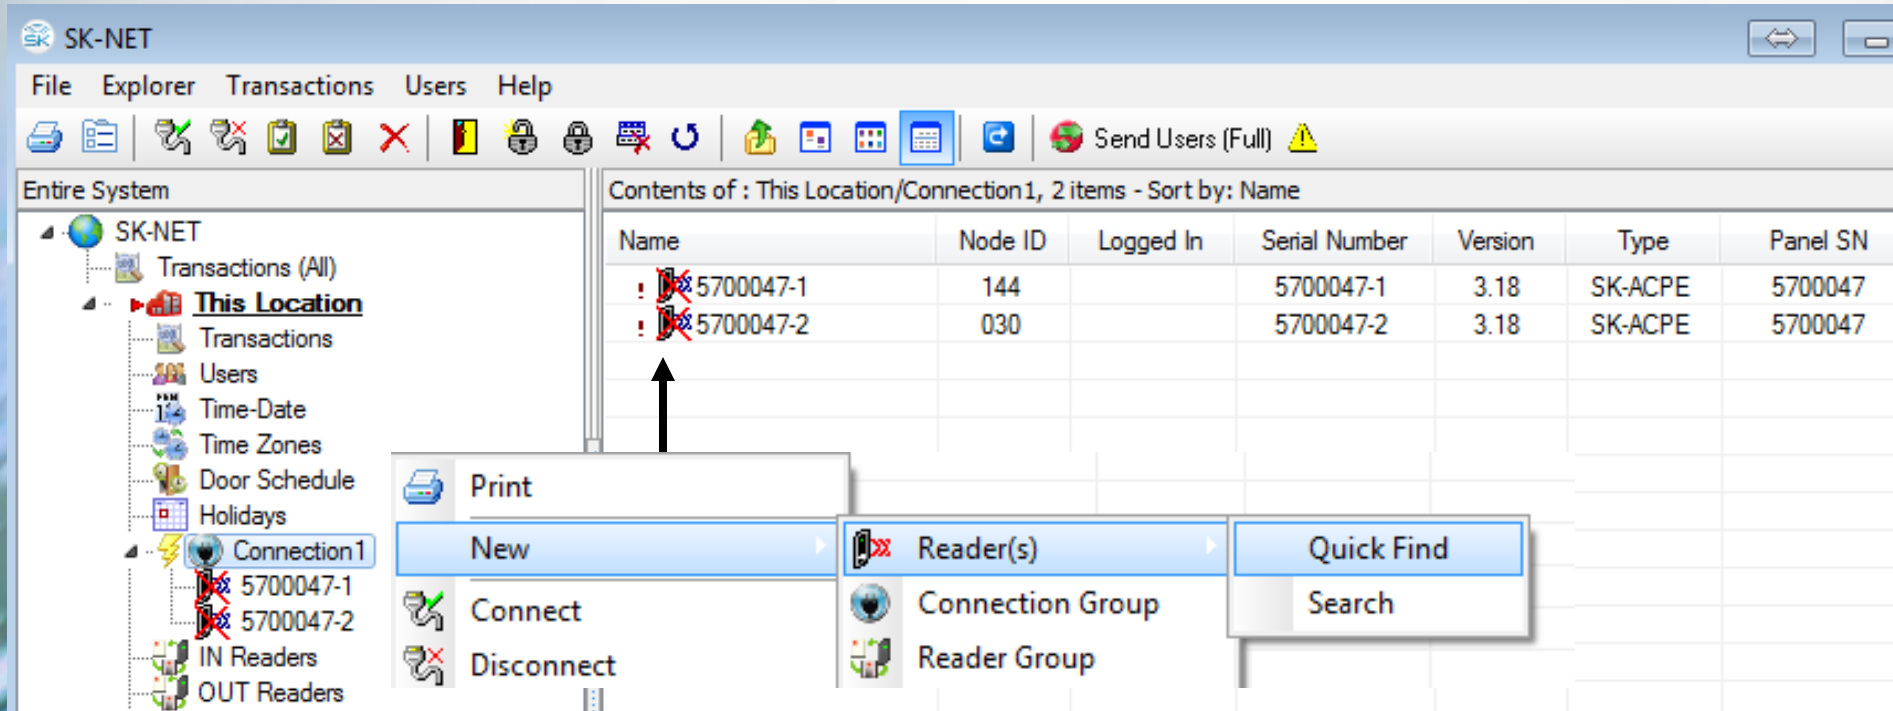 SK-NET
File Explorer Transactions Users Help
Send Users (Full)
Entire System
Contents of : This Location/Connection1, 2 items - Sort by: Name
SK-NET
Transactions (All)
This Location
Transactions
Users
Time-Date
Time Zones
Door Schedule
Holidays
Connection1
5700047-1
5700047-2
IN Readers
OUT Readers
Name Node ID Logged In Serial Number Version Type Panel SN
! 5700047-1 144 5700047-1 3.18 SK-ACPE 5700047
! 5700047-2 030 5700047-2 3.18 SK-ACPE 5700047
Print
New
Connect
Disconnect
Reader(s)
Connection Group
Reader Group
Quick Find
Search